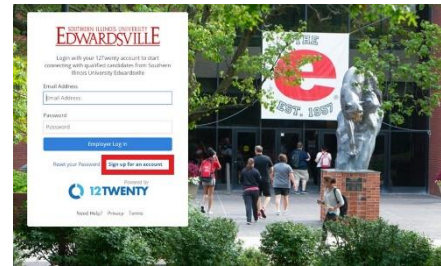 SOUTHERN ILLINOIS UNIVERSITY
EDWARDSVILLE
Login with your 12Twenty account to start
connecting with qualified candidates from Southern
Illinois University Edwardsville
Email Address
Email Address
Password
Password
Employer Log In
Reset your Password Sign up for an account
Powered by
12TWENTY
Need Help? Privacy Terms
THE
e
EST. 1957